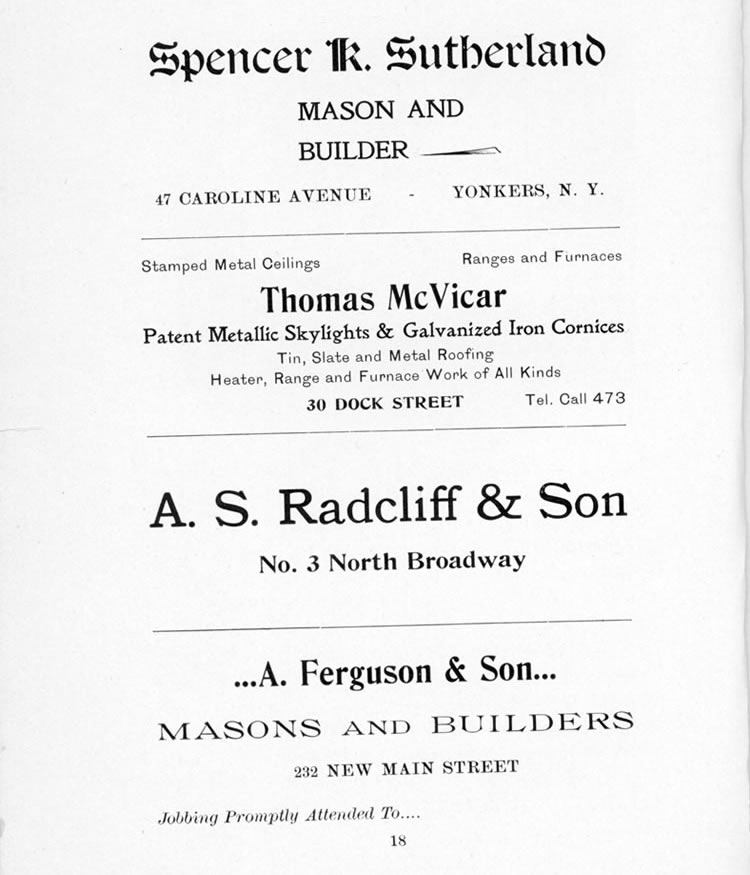 Spencer K. Sutherland
MASON AND
BUILDER
47 CAROLINE AVENUE - YONKERS, N. Y.
Stamped Metal Ceilings Ranges and Furnaces
Thomas McVicar
Patent Metallic Skylights & Galvanized Iron Cornices
Tin, Slate and Metal Roofing
Heater, Range and Furnace Work of All Kinds
30 DOCK STREET Tel. Call 473
A. S. Radcliff & Son
No. 3 North Broadway
...A. Ferguson & Son...
MASONS AND BUILDERS
232 NEW MAIN STREET
Jobbing Promptly Attended To....
18